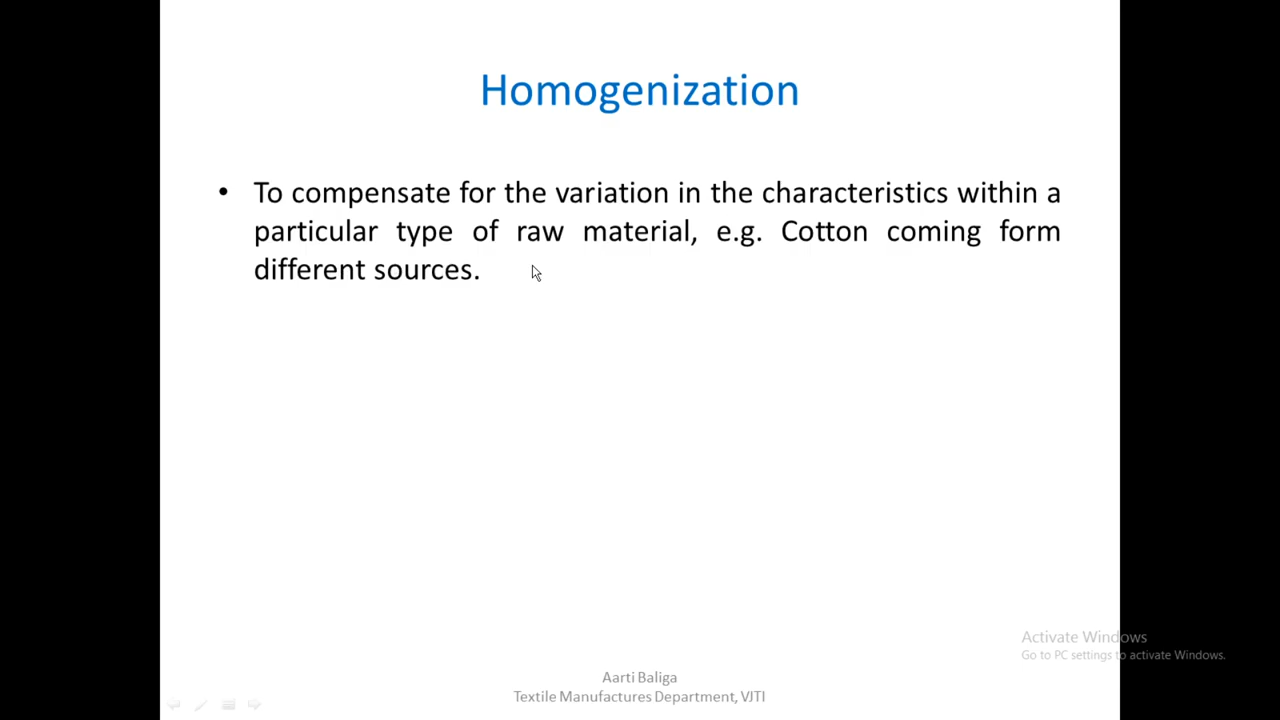 Homogenization
• To compensate for the variation in the characteristics within a
particular type of raw material, e.g. Cotton coming form
different sources.
Activate Windows
Go to PC settings to activate Windows.
Aarti Baliga
Textile Manufactures Department, VJTI